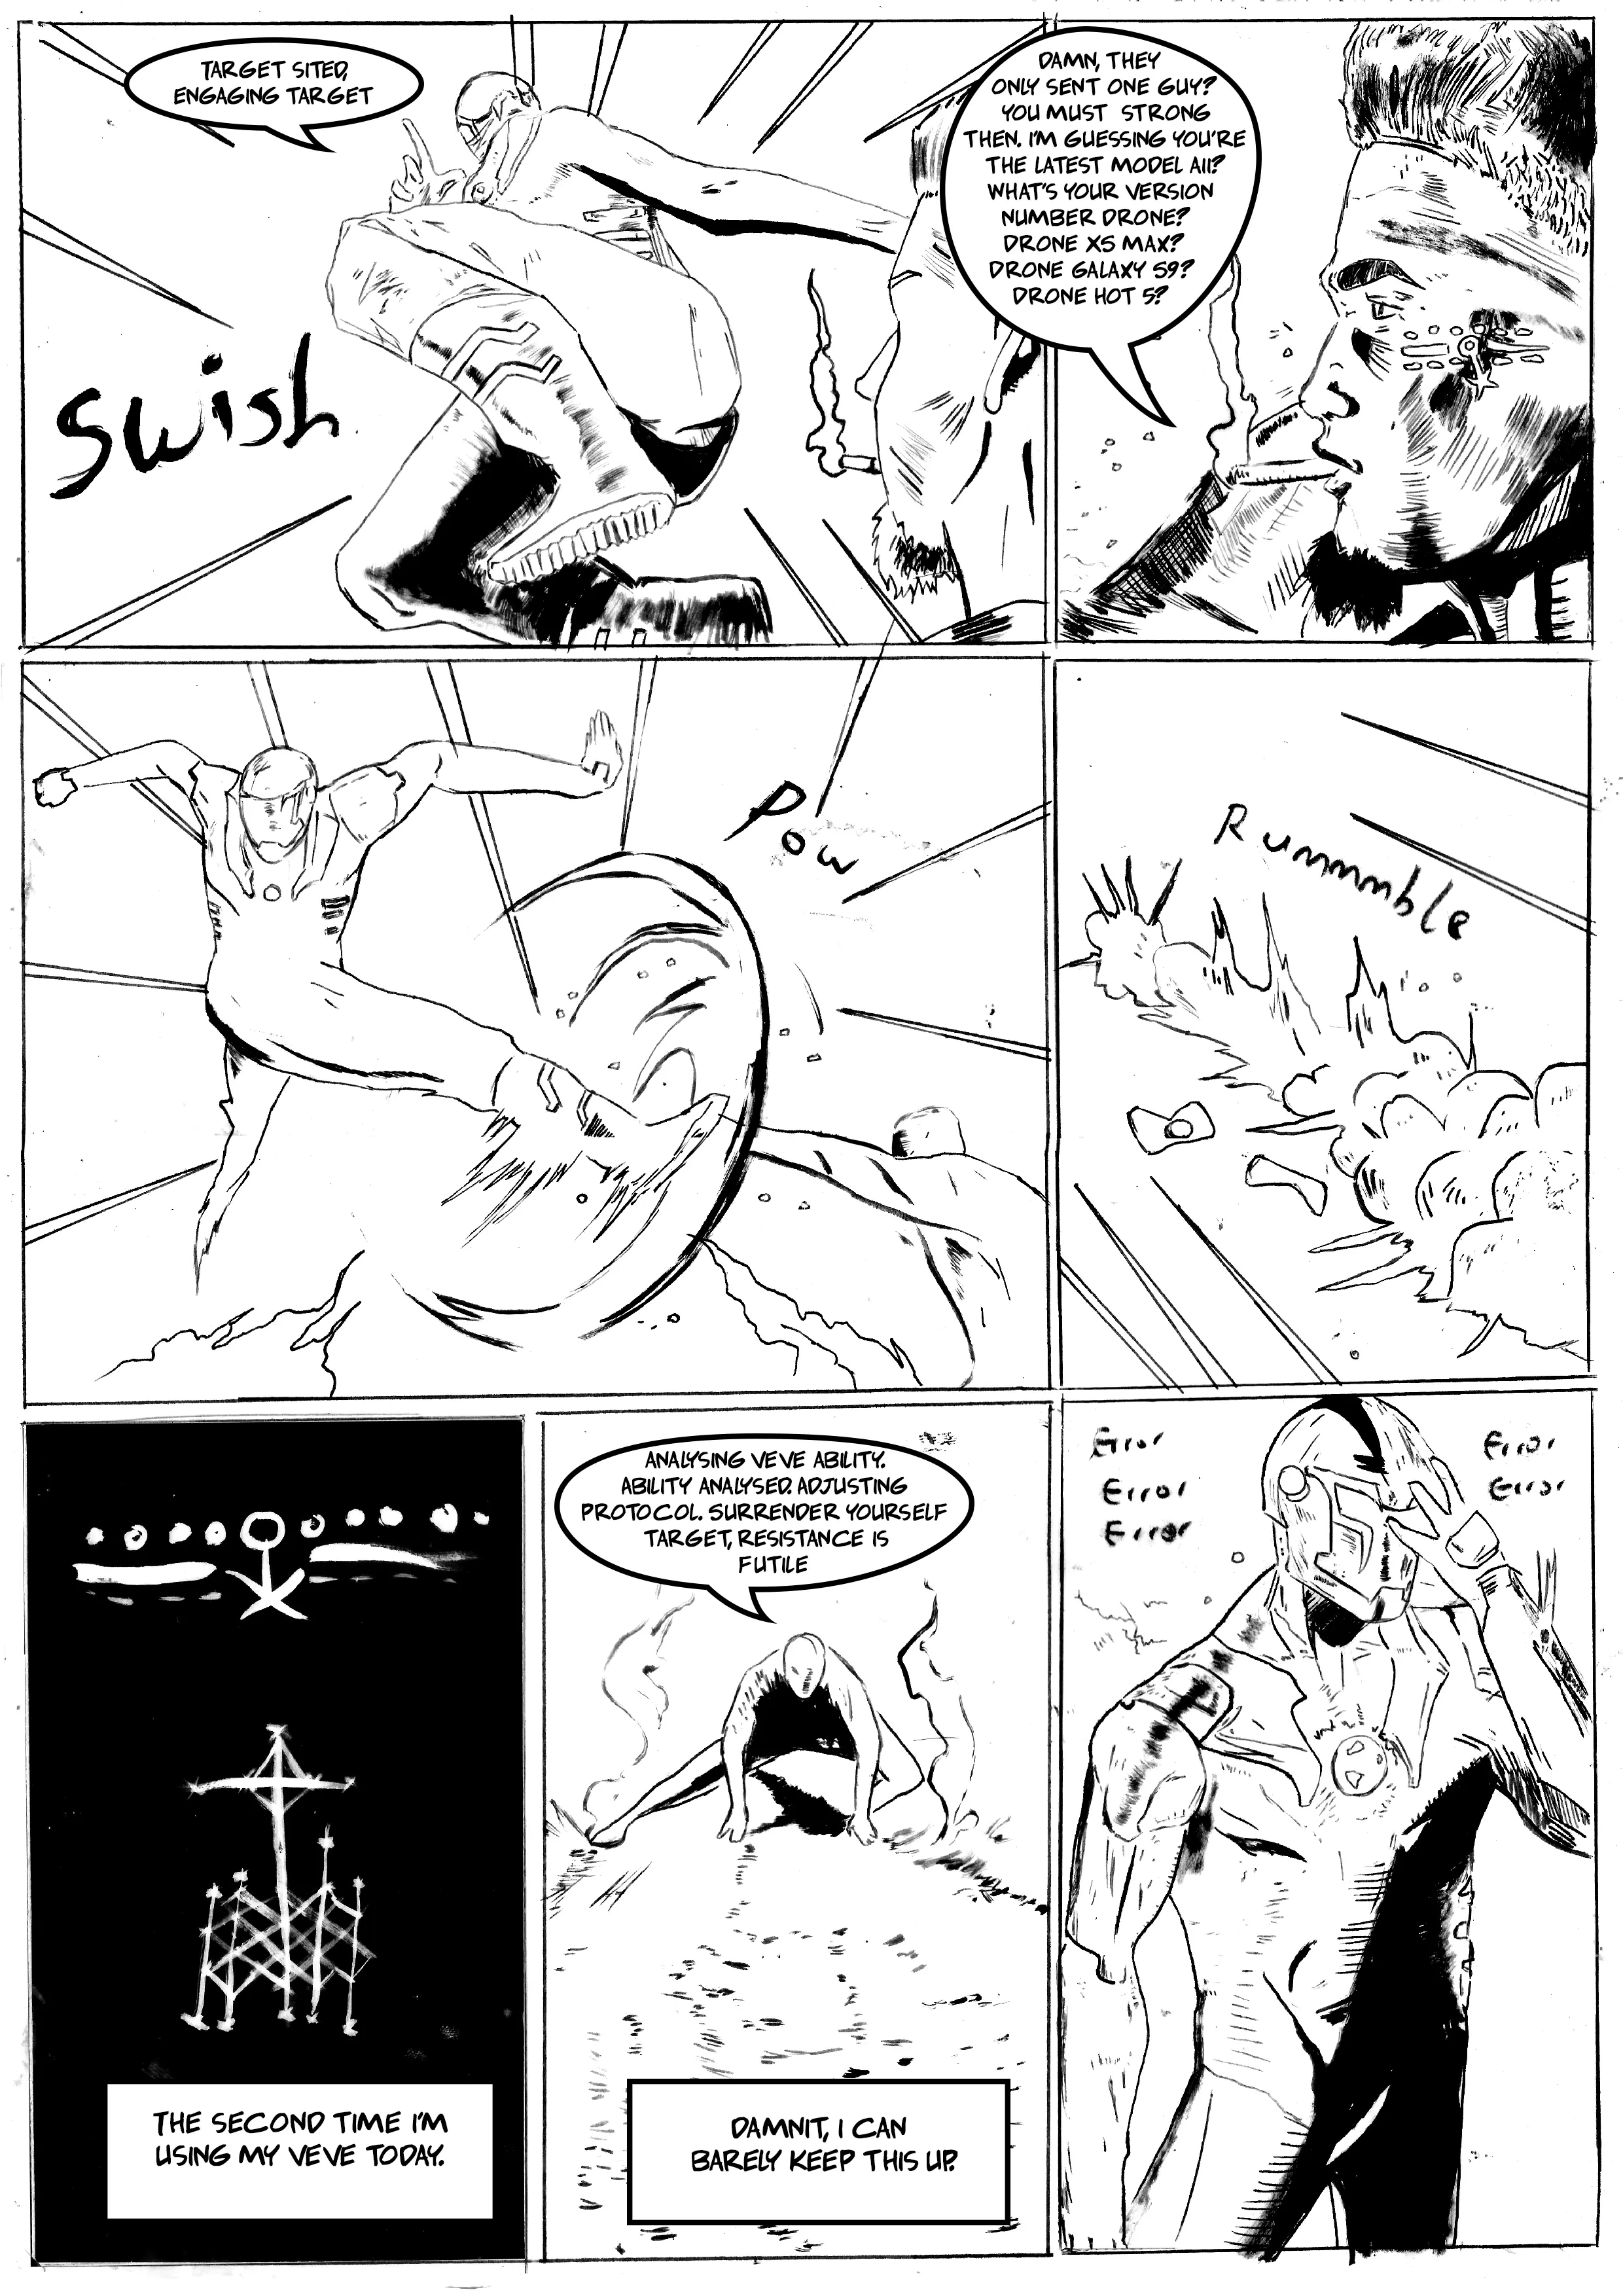 TARGET SITED,
ENGAGING TARGET
DAMN, THEY
ONLY SENT ONE GUY?
YOU MUST STRONG
THEN. I'M GUESSING YOU'RE
THE LATEST MODEL AII?
WHAT'S YOUR VERSION
NUMBER DRONE?
DRONE XS MAX?
DRONE GALAXY S9?
DRONE HOT 5?
Swish
Pow
Rummmble
THE SECOND TIME I'M
USING MY VEVE TODAY.
ANALYSING VEVE ABILITY.
ABILITY ANALYSED. ADJUSTING
PROTOCOL. SURRENDER YOURSELF
TARGET, RESISTANCE IS
FUTILE
DAMNIT, I CAN
BARELY KEEP THIS UP.
Error
Error
Error
Error
Error